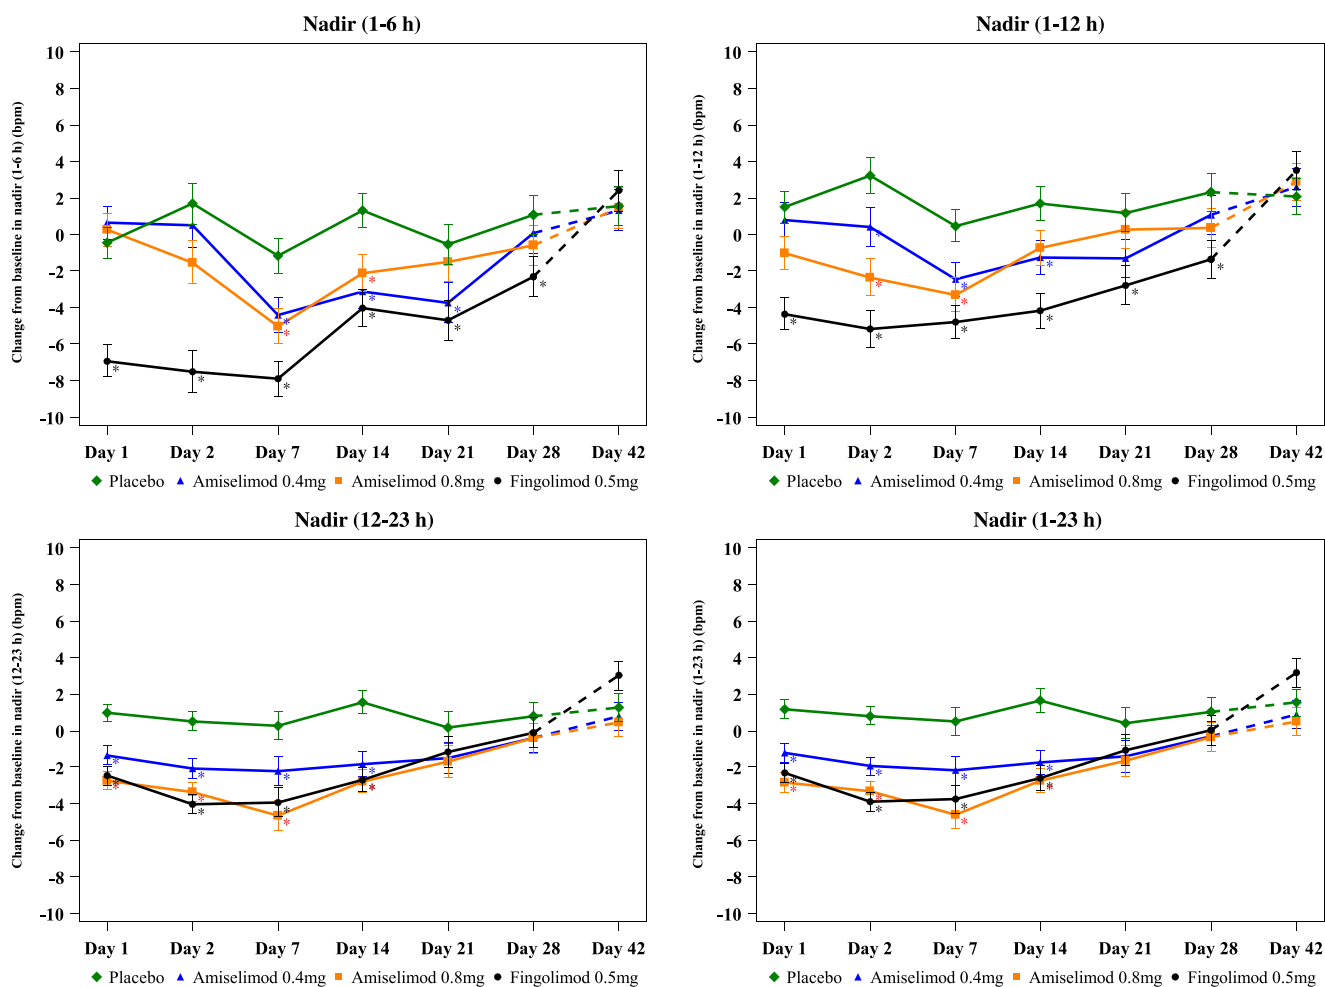 Nadir (1-6 h)
Change from baseline in nadir (1-6 h) (bpm)
10
8
6
4
2
0
-2
-4
-6
-8
-10
* * * * * * * * * * *
Day 1 Day 2 Day 7 Day 14 Day 21 Day 28 Day 42
Placebo Amiselimod 0.4mg Amiselimod 0.8mg Fingolimod 0.5mg
Nadir (1-12 h)
Change from baseline in nadir (1-12 h) (bpm)
10
8
6
4
2
0
-2
-4
-6
-8
-10
* * * * * * * * * * *
Day 1 Day 2 Day 7 Day 14 Day 21 Day 28 Day 42
Placebo Amiselimod 0.4mg Amiselimod 0.8mg Fingolimod 0.5mg
Nadir (12-23 h)
Change from baseline in nadir (12-23 h) (bpm)
10
8
6
4
2
0
-2
-4
-6
-8
-10
* * * * * * * * * * * *
Day 1 Day 2 Day 7 Day 14 Day 21 Day 28 Day 42
Placebo Amiselimod 0.4mg Amiselimod 0.8mg Fingolimod 0.5mg
Nadir (1-23 h)
Change from baseline in nadir (1-23 h) (bpm)
10
8
6
4
2
0
-2
-4
-6
-8
-10
* * * * * * * * * * * *
Day 1 Day 2 Day 7 Day 14 Day 21 Day 28 Day 42
Placebo Amiselimod 0.4mg Amiselimod 0.8mg Fingolimod 0.5mg